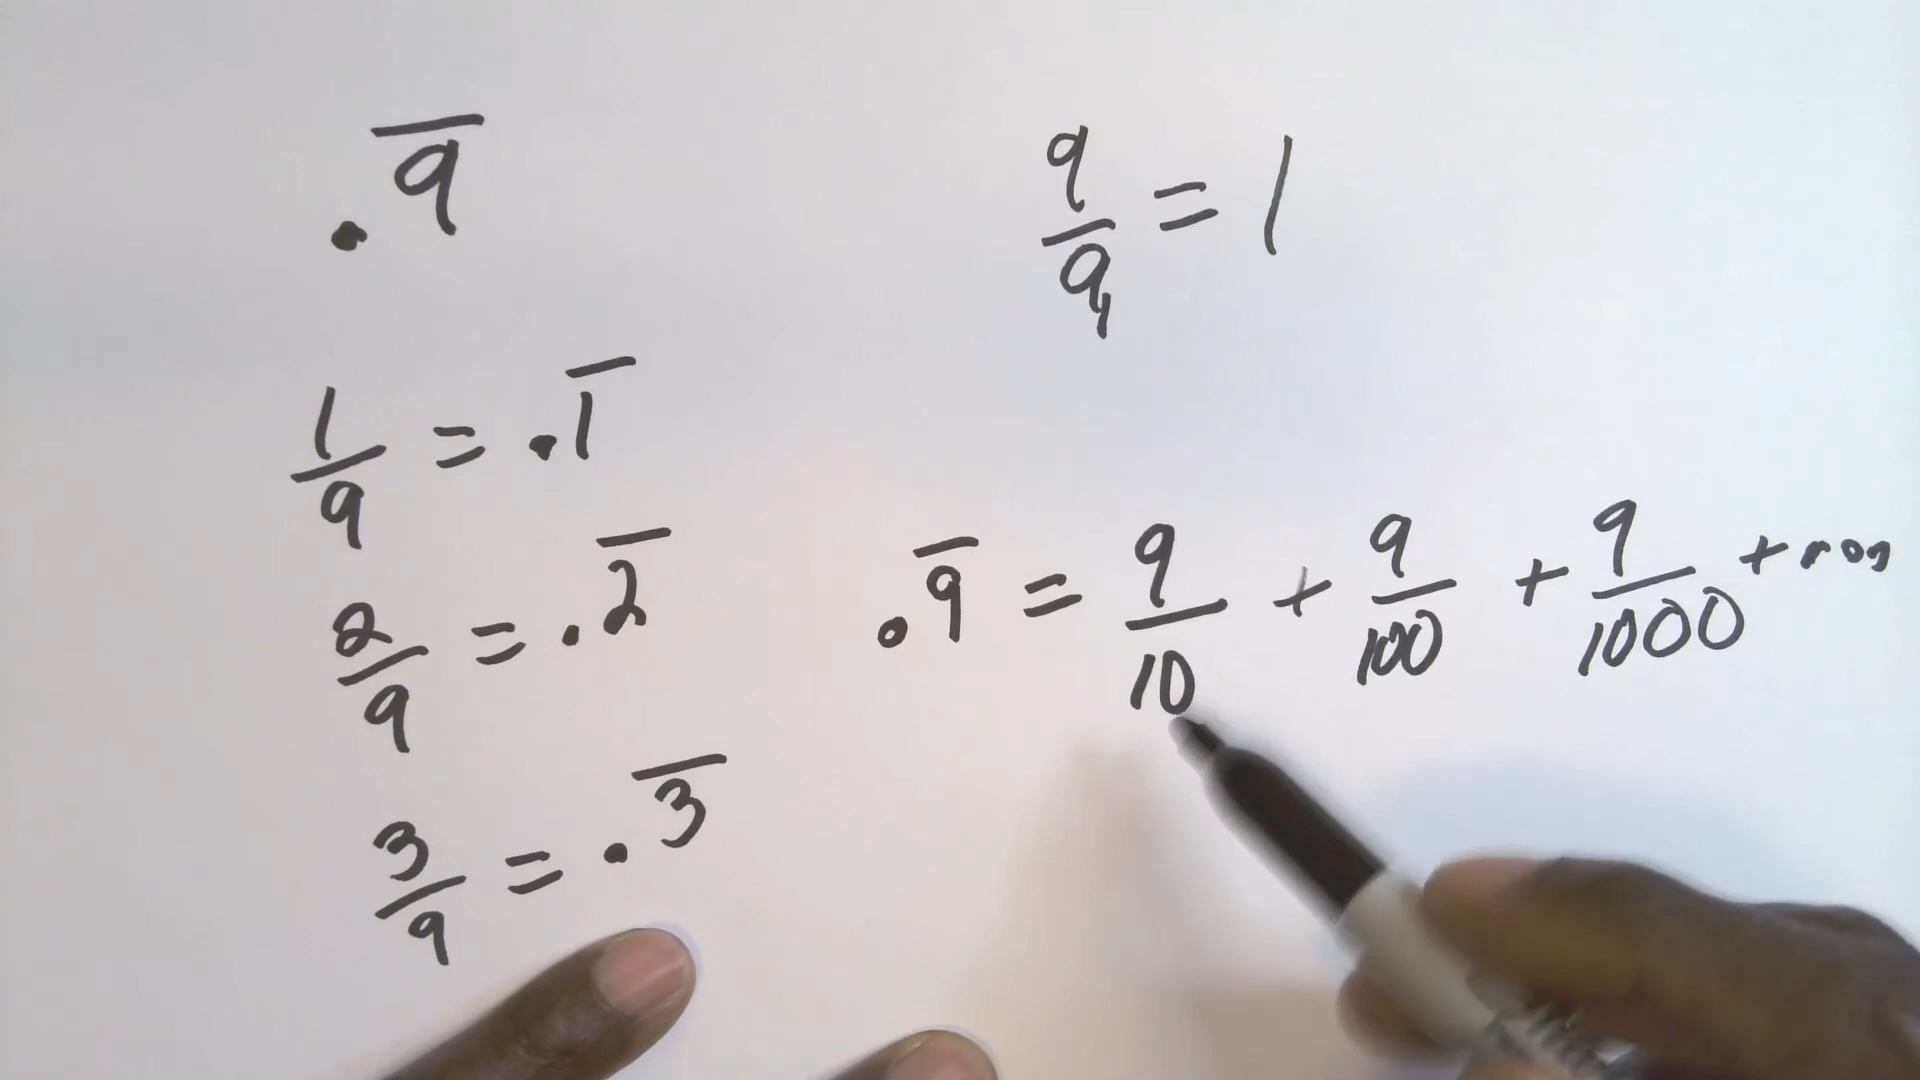 .9̅
9/9 = 1
1/9 = .1̅
2/9 = .2̅
.9̅ = 9/10 + 9/100 + 9/1000 + ...
3/9 = .3̅